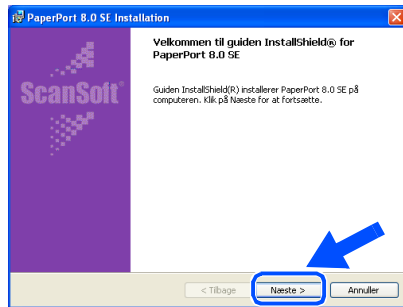 PaperPort 8.0 SE Installation
Velkommen til guiden InstallShield® for
PaperPort 8.0 SE
ScanSoft®
Guiden InstallShield(R) installerer PaperPort 8.0 SE på
computeren. Klik på Næste for at fortsætte.
< Tilbage Næste > Annuller